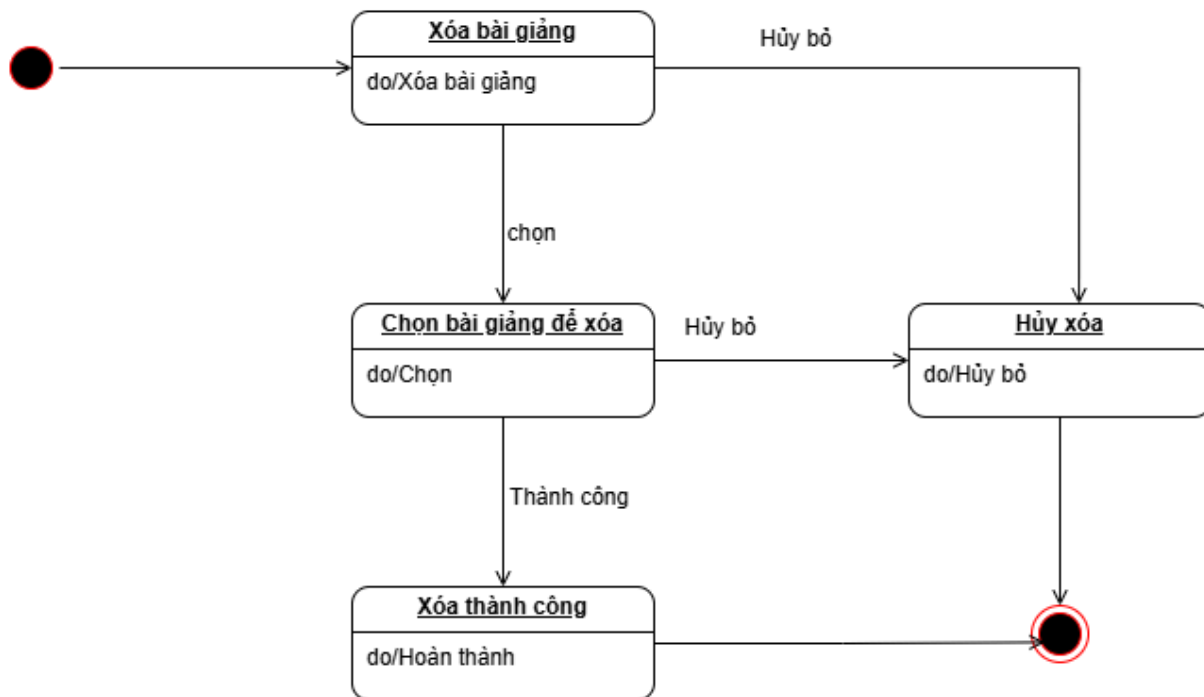 Xóa bài giảng
Hủy bỏ
do/Xóa bài giảng
chọn
Chọn bài giảng để xóa
Hủy bỏ
Hủy xóa
do/Chọn
do/Hủy bỏ
Thành công
Xóa thành công
do/Hoàn thành